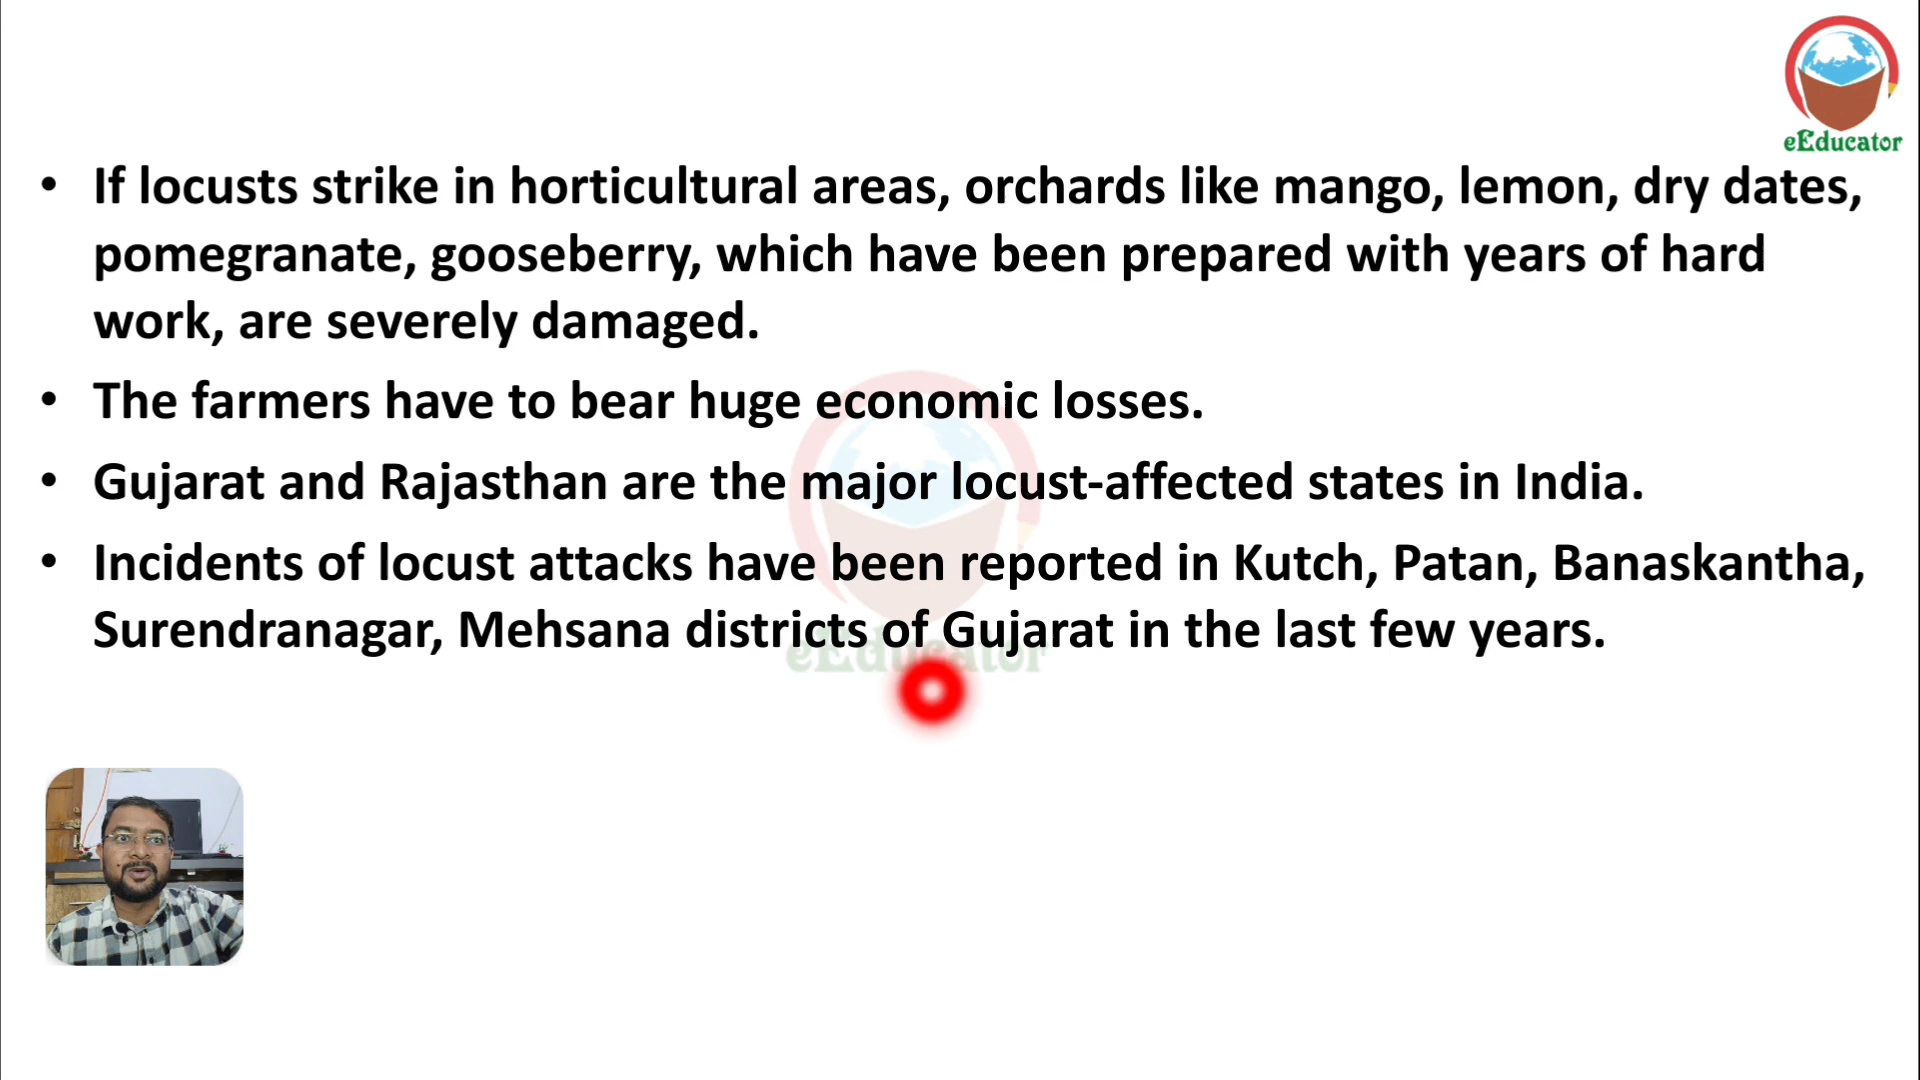 eEducator
• If locusts strike in horticultural areas, orchards like mango, lemon, dry dates,
pomegranate, gooseberry, which have been prepared with years of hard
work, are severely damaged.
• The farmers have to bear huge economic losses.
• Gujarat and Rajasthan are the major locust-affected states in India.
• Incidents of locust attacks have been reported in Kutch, Patan, Banaskantha,
Surendranagar, Mehsana districts of Gujarat in the last few years.
eEducator